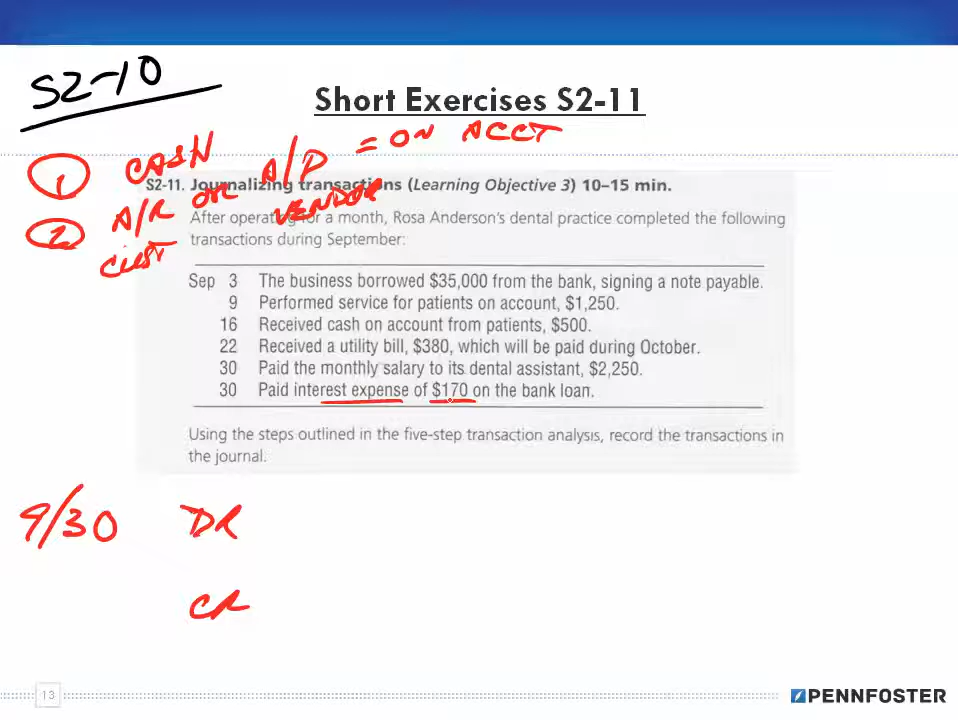 S2-10
Short Exercises S2-11
1 CASH
2 A/R OR A/P = ON ACCT
CUST VENDOR
S2-11. Journalizing transactions (Learning Objective 3) 10–15 min.
After operating for a month, Rosa Anderson's dental practice completed the following
transactions during September:
Sep 3 The business borrowed $35,000 from the bank, signing a note payable.
9 Performed service for patients on account, $1,250.
16 Received cash on account from patients, $500.
22 Received a utility bill, $380, which will be paid during October.
30 Paid the monthly salary to its dental assistant, $2,250.
30 Paid interest expense of $170 on the bank loan.
Using the steps outlined in the five-step transaction analysis, record the transactions in
the journal.
9/30 DR
CR
13
PENNFOSTER